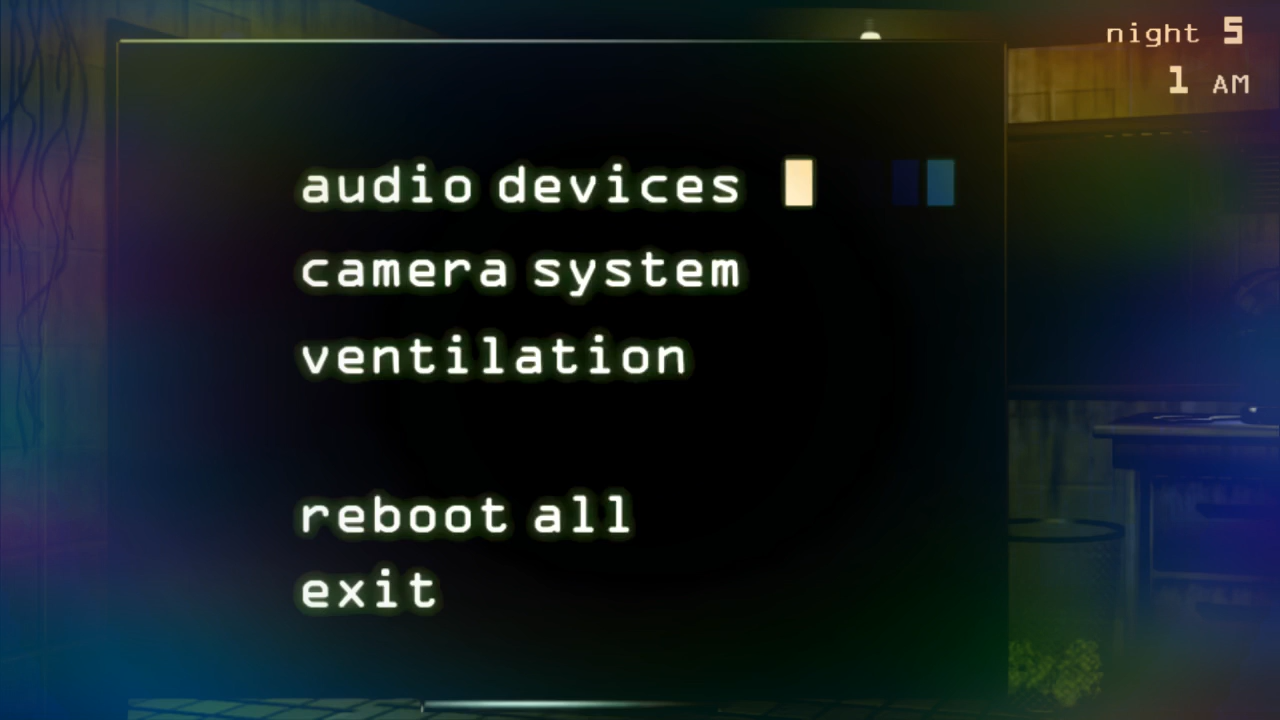 night 5
1 AM
audio devices
camera system
ventilation
reboot all
exit